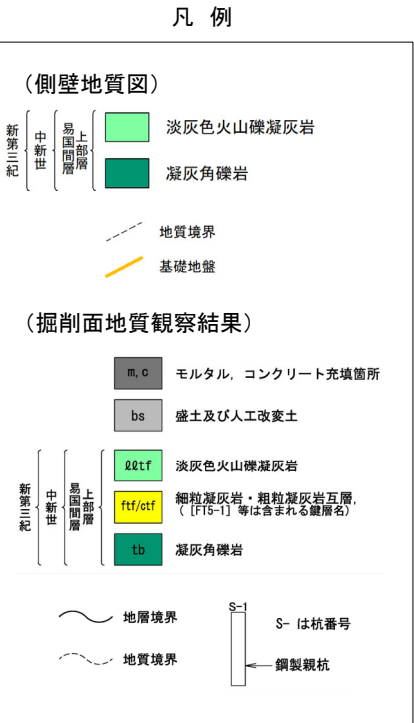 凡 例
（側壁地質図）
新第三紀
中新世
易国間層
上部層
淡灰色火山礫凝灰岩
凝灰角礫岩
地質境界
基礎地盤
（掘削面地質観察結果）
m,c モルタル，コンクリート充填箇所
bs 盛土及び人工改変土
新第三紀
中新世
易国間層
上部層
ℓℓtf 淡灰色火山礫凝灰岩
ftf/ctf 細粒凝灰岩・粗粒凝灰岩互層，
（［FT5-1］等は含まれる鍵層名）
tb 凝灰角礫岩
地層境界
地質境界
S-1
S- は杭番号
鋼製親杭